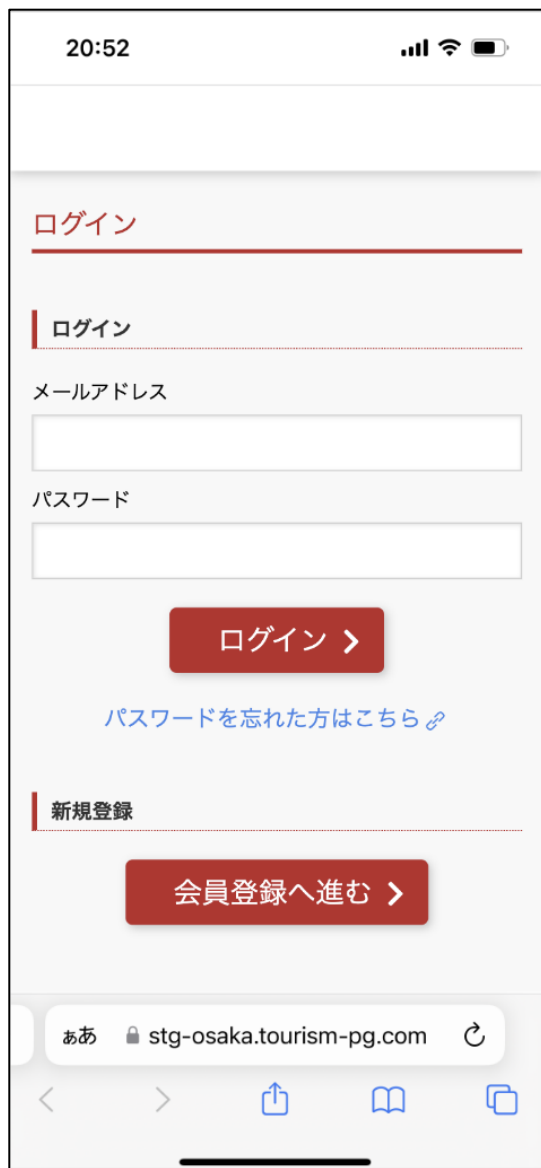 20:52
ログイン
ログイン
メールアドレス
パスワード
ログイン
パスワードを忘れた方はこちら
新規登録
会員登録へ進む
ぁあ stg-osaka.tourism-pg.com